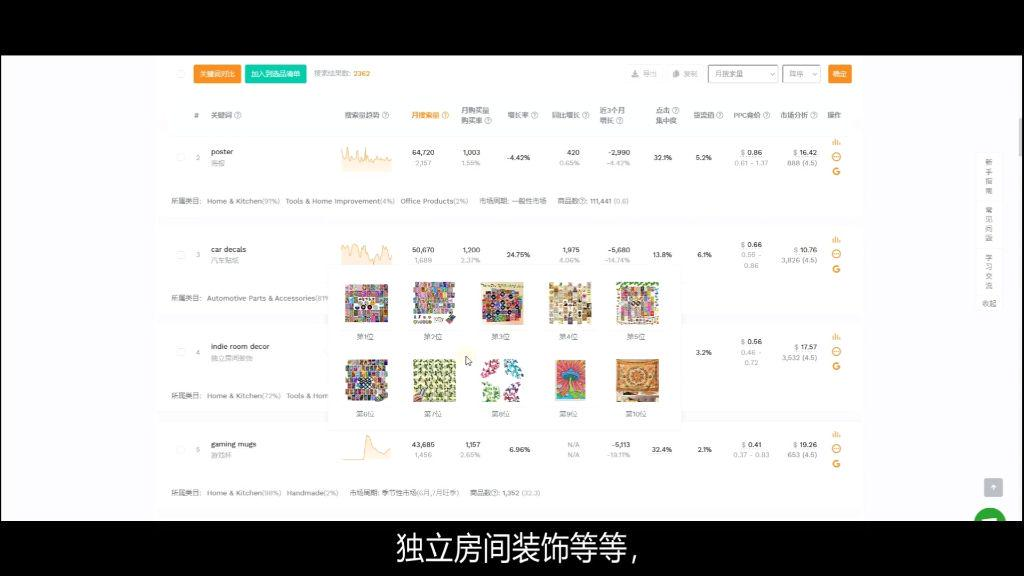 关键词对比 加入到选品清单 搜索结果数: 2362 导出 复制 月搜索量 降序 确定
# 关键词 搜索量趋势 月搜索量 月购买量 购买率 增长率 同比增长 近3个月增长 点击集中度 货流值 PPC竞价 市场分析 操作
2 poster 64,720 1,003 -4.42% 420 -2,990 32.1% 5.2% $ 0.86 $ 16.42
海报 2,157 1.55% 0.65% -4.42% 0.61 - 1.37 888 (4.5)
所属类目: Home & Kitchen(91%) Tools & Home Improvement(4%) Office Products(2%) 市场周期: 一般性市场 商品数: 111,441 (0.6)
3 car decals 50,670 1,200 24.75% 1,975 -5,680 13.8% 6.1% $ 0.66 $ 10.76
汽车贴纸 1,689 2.37% 4.06% -14.74% 0.55 - 0.86 3,826 (4.5)
所属类目: Automotive Parts & Accessories(81%
第1位 第2位 第3位 第4位 第5位
4 indie room decor 3.2% $ 0.56 $ 17.57
独立房间装饰 0.46 - 0.72 3,532 (4.5)
所属类目: Home & Kitchen(72%) Tools & Hom
第6位 第7位 第8位 第9位 第10位
5 gaming mugs 43,685 1,157 6.96% N/A -5,113 32.4% 2.1% $ 0.41 $ 19.26
游戏杯 1,456 2.65% N/A -19.11% 0.37 - 0.83 653 (4.5)
所属类目: Home & Kitchen(98%) Handmade(2%) 市场周期: 季节性市场(6月,7月旺季) 商品数: 1,352 (32.3)
新手指南
常见问题
学习交流
收起
独立房间装饰等等，